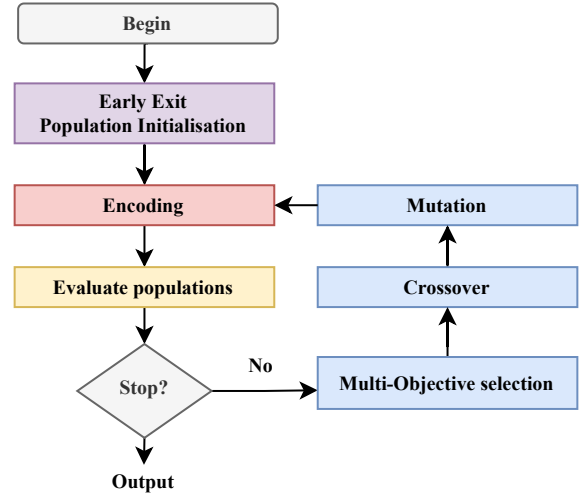 Begin
Early Exit
Population Initialisation
Encoding
Mutation
Evaluate populations
Crossover
Stop?
No
Multi-Objective selection
Output